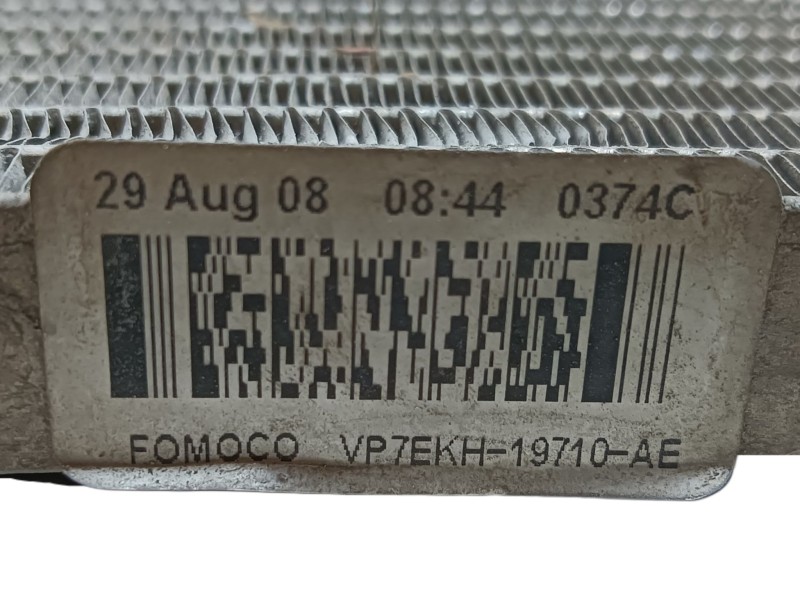 29 Aug 08 08:44 0374C
FOMOCO VP7EKH-19710-AE